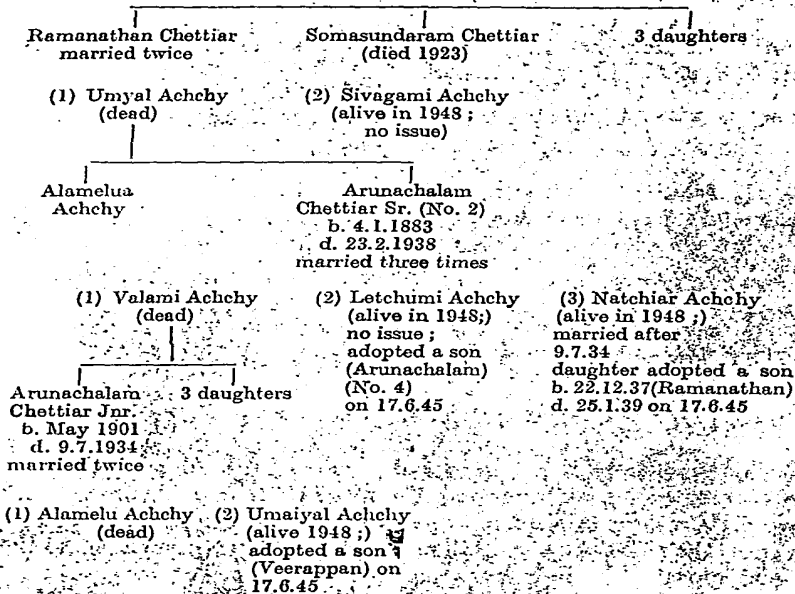 Ramanathan Chettiar Somasundaram Chettiar 3 daughters
married twice (died 1923)
(1) Umyal Achchy (2) Sivagami Achchy
(dead) (alive in 1948 ;
no issue)
Alamelua Arunachalam
Achchy Chettiar Sr. (No. 2)
b. 4.1.1883
d. 23.2.1938
married three times
(1) Valami Achchy (2) Letchumi Achchy (3) Natchiar Achchy
(dead) (alive in 1948;) (alive in 1948 ;)
no issue ; married after
adopted a son 9.7.34
(Arunachalam) daughter adopted a son
(No. 4) b. 22.12.37 (Ramanathan)
on 17.6.45 d. 25.1.39 on 17.6.45
Arunachalam 3 daughters
Chettiar Jnr.
b. May 1901
d. 9.7.1934
married twice
(1) Alamelu Achchy (2) Umaiyal Achchy
(dead) (alive 1948 ;)
adopted a son
(Veerappan) on
17.6.45